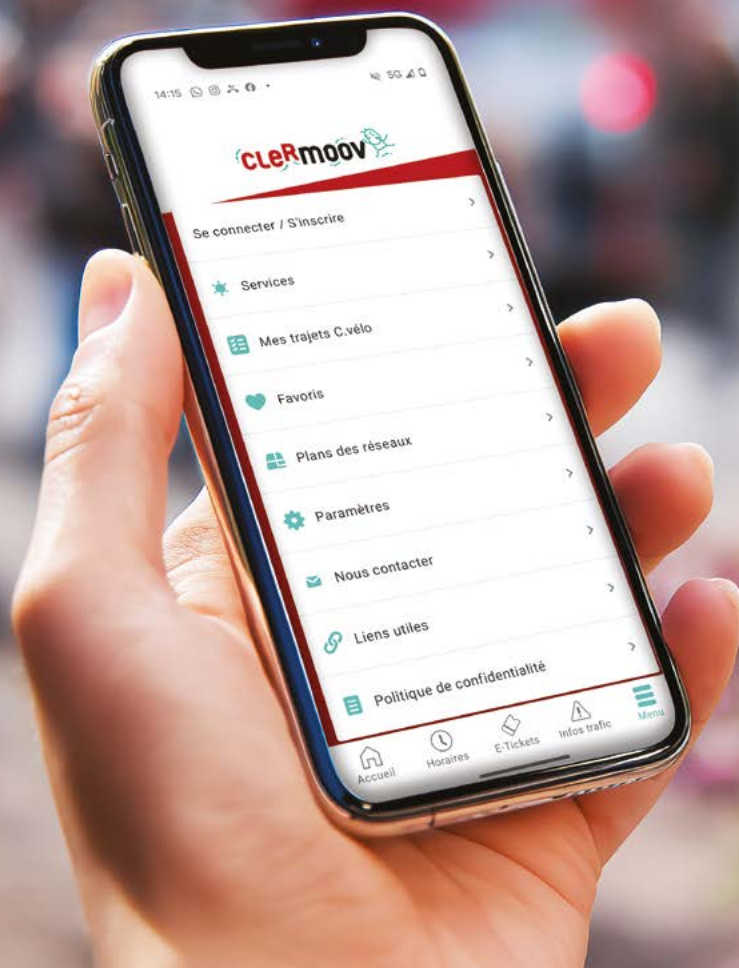 14:15
5G
CLeRmoov
Se connecter / S'inscrire
Services
Mes trajets C.vélo
Favoris
Plans des réseaux
Paramètres
Nous contacter
Liens utiles
Politique de confidentialité
Accueil
Horaires
E-Tickets
Infos trafic
Menu